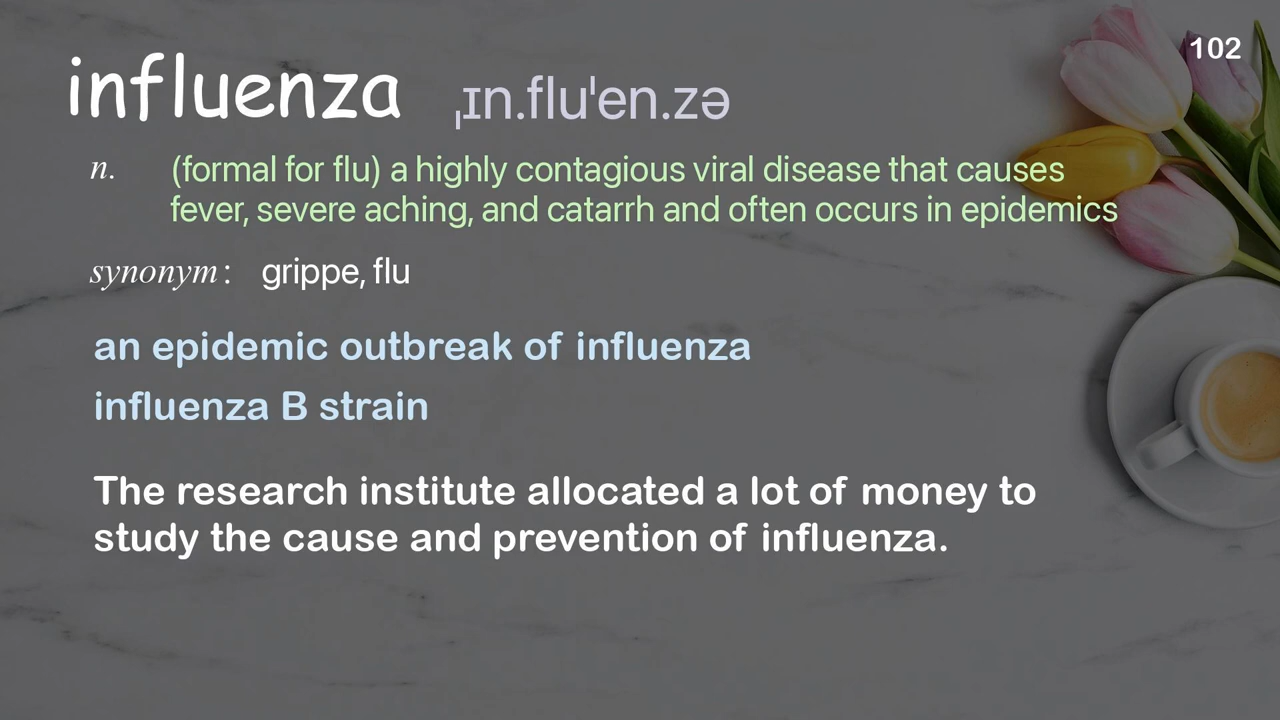 102
influenza ˌɪn.fluˈen.zə
n. (formal for flu) a highly contagious viral disease that causes
fever, severe aching, and catarrh and often occurs in epidemics
synonym : grippe, flu
an epidemic outbreak of influenza
influenza B strain
The research institute allocated a lot of money to
study the cause and prevention of influenza.